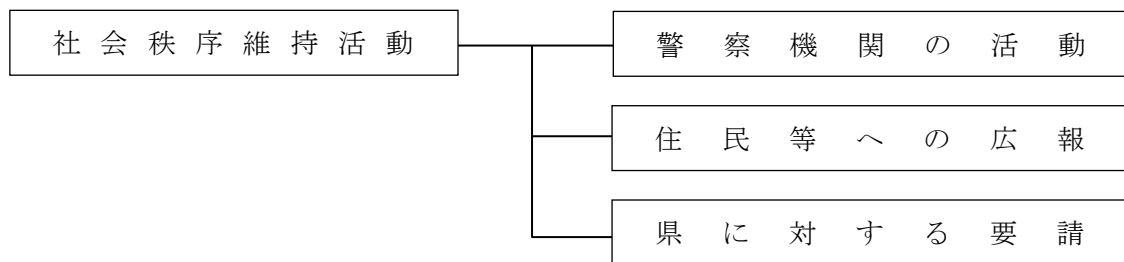 社会秩序維持活動
警察機関の活動
住民等への広報
県に対する要請